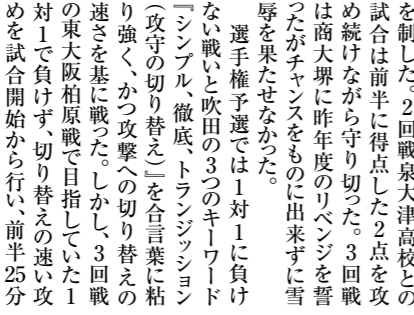 を制した。2回戦泉大津高校との
試合は前半に得点した2点を攻
め続けながら守り切った。3回戦
は商大堺に昨年度のリベンジを誓
ったがチャンスをものに出来ずに雪
辱を果たせなかった。
選手権予選では1対1に負け
ない戦いと吹田の3つのキーワード
『シンプル、徹底、トランジッション
(攻守の切り替え)』を合言葉に粘
り強く、かつ攻撃への切り替えの
速さを基に戦った。しかし、3回戦
の東大阪柏原戦で目指していた1
対1で負けず、切り替えの速い攻
めを試合開始から行い、前半25分